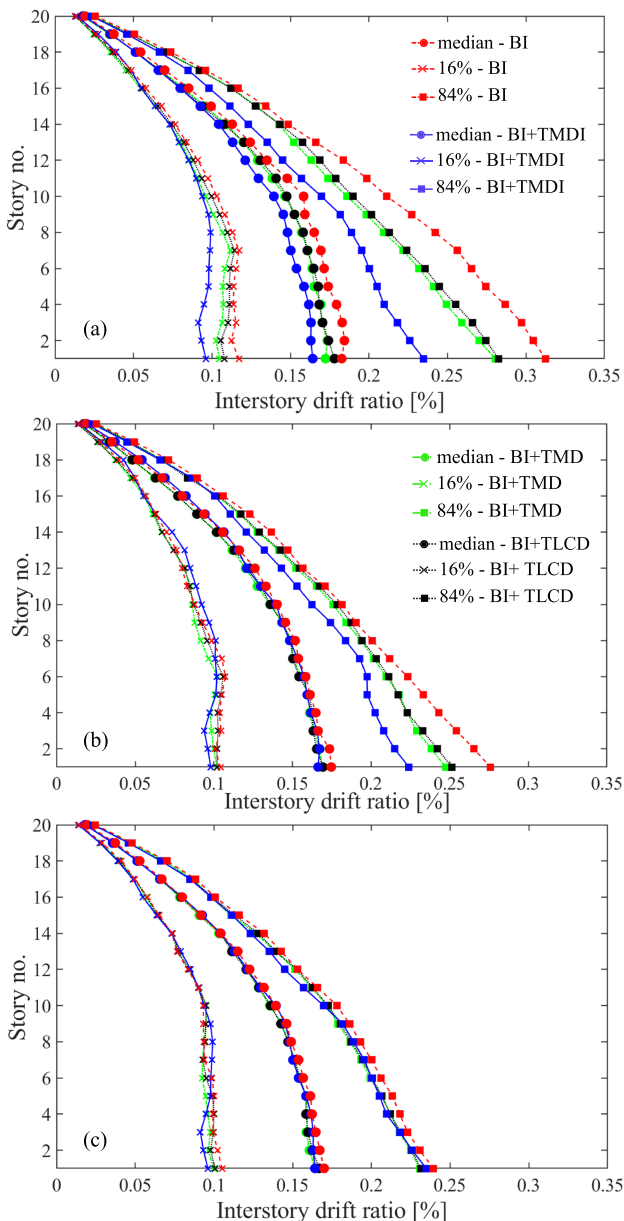 20
18
16
14
12
10
8
6
4
2
Story no.
median - BI
16% - BI
84% - BI
median - BI+TMDI
16% - BI+TMDI
84% - BI+TMDI
(a)
0 0.05 0.1 0.15 0.2 0.25 0.3 0.35
Interstory drift ratio [%]
20
18
16
14
12
10
8
6
4
2
Story no.
median - BI+TMD
16% - BI+TMD
84% - BI+TMD
median - BI+TLCD
16% - BI+ TLCD
84% - BI+ TLCD
(b)
0 0.05 0.1 0.15 0.2 0.25 0.3 0.35
Interstory drift ratio [%]
20
18
16
14
12
10
8
6
4
2
Story no.
(c)
0 0.05 0.1 0.15 0.2 0.25 0.3 0.35
Interstory drift ratio [%]